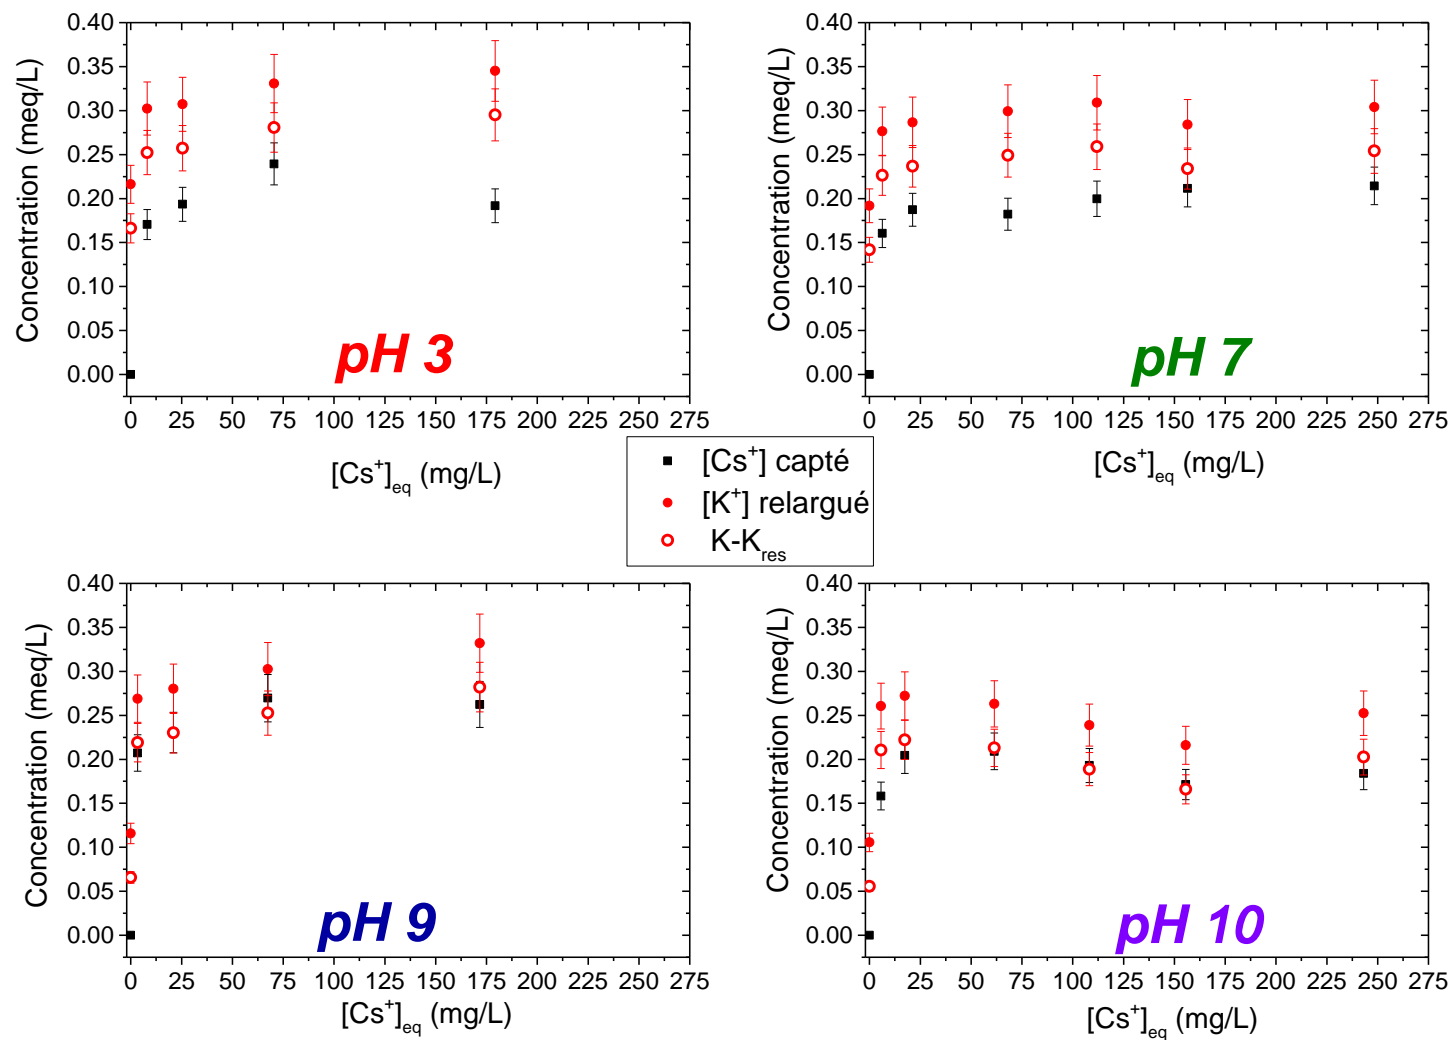 0.40
0.35
0.30
0.25
0.20
0.15
0.10
0.05
0.00
Concentration (meq/L)
pH 3
0 25 50 75 100 125 150 175 200 225 250 275
[Cs⁺]eq (mg/L)
0.40
0.35
0.30
0.25
0.20
0.15
0.10
0.05
0.00
Concentration (meq/L)
pH 7
0 25 50 75 100 125 150 175 200 225 250 275
[Cs⁺]eq (mg/L)
[Cs⁺] capté
[K⁺] relargué
K-Kres
0.40
0.35
0.30
0.25
0.20
0.15
0.10
0.05
0.00
Concentration (meq/L)
pH 9
0 25 50 75 100 125 150 175 200 225 250 275
[Cs⁺]eq (mg/L)
0.40
0.35
0.30
0.25
0.20
0.15
0.10
0.05
0.00
Concentration (meq/L)
pH 10
0 25 50 75 100 125 150 175 200 225 250 275
[Cs⁺]eq (mg/L)